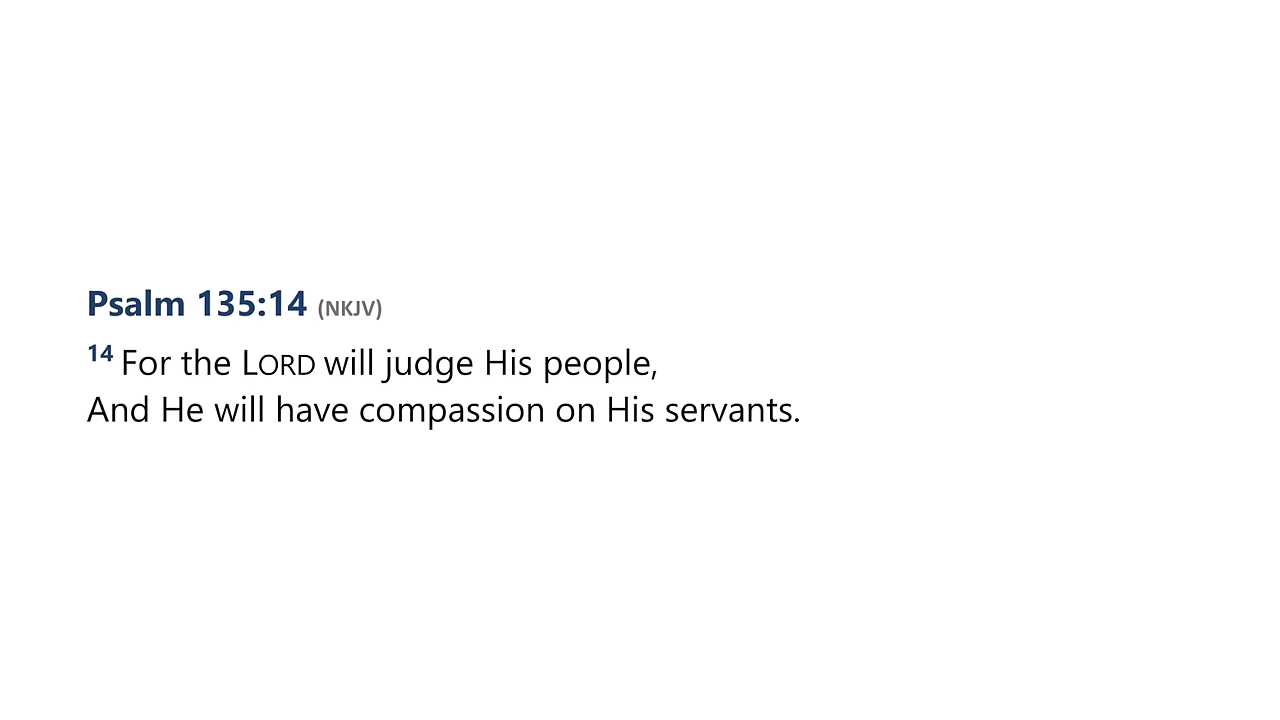 Psalm 135:14 (NKJV)
14 For the LORD will judge His people,
And He will have compassion on His servants.